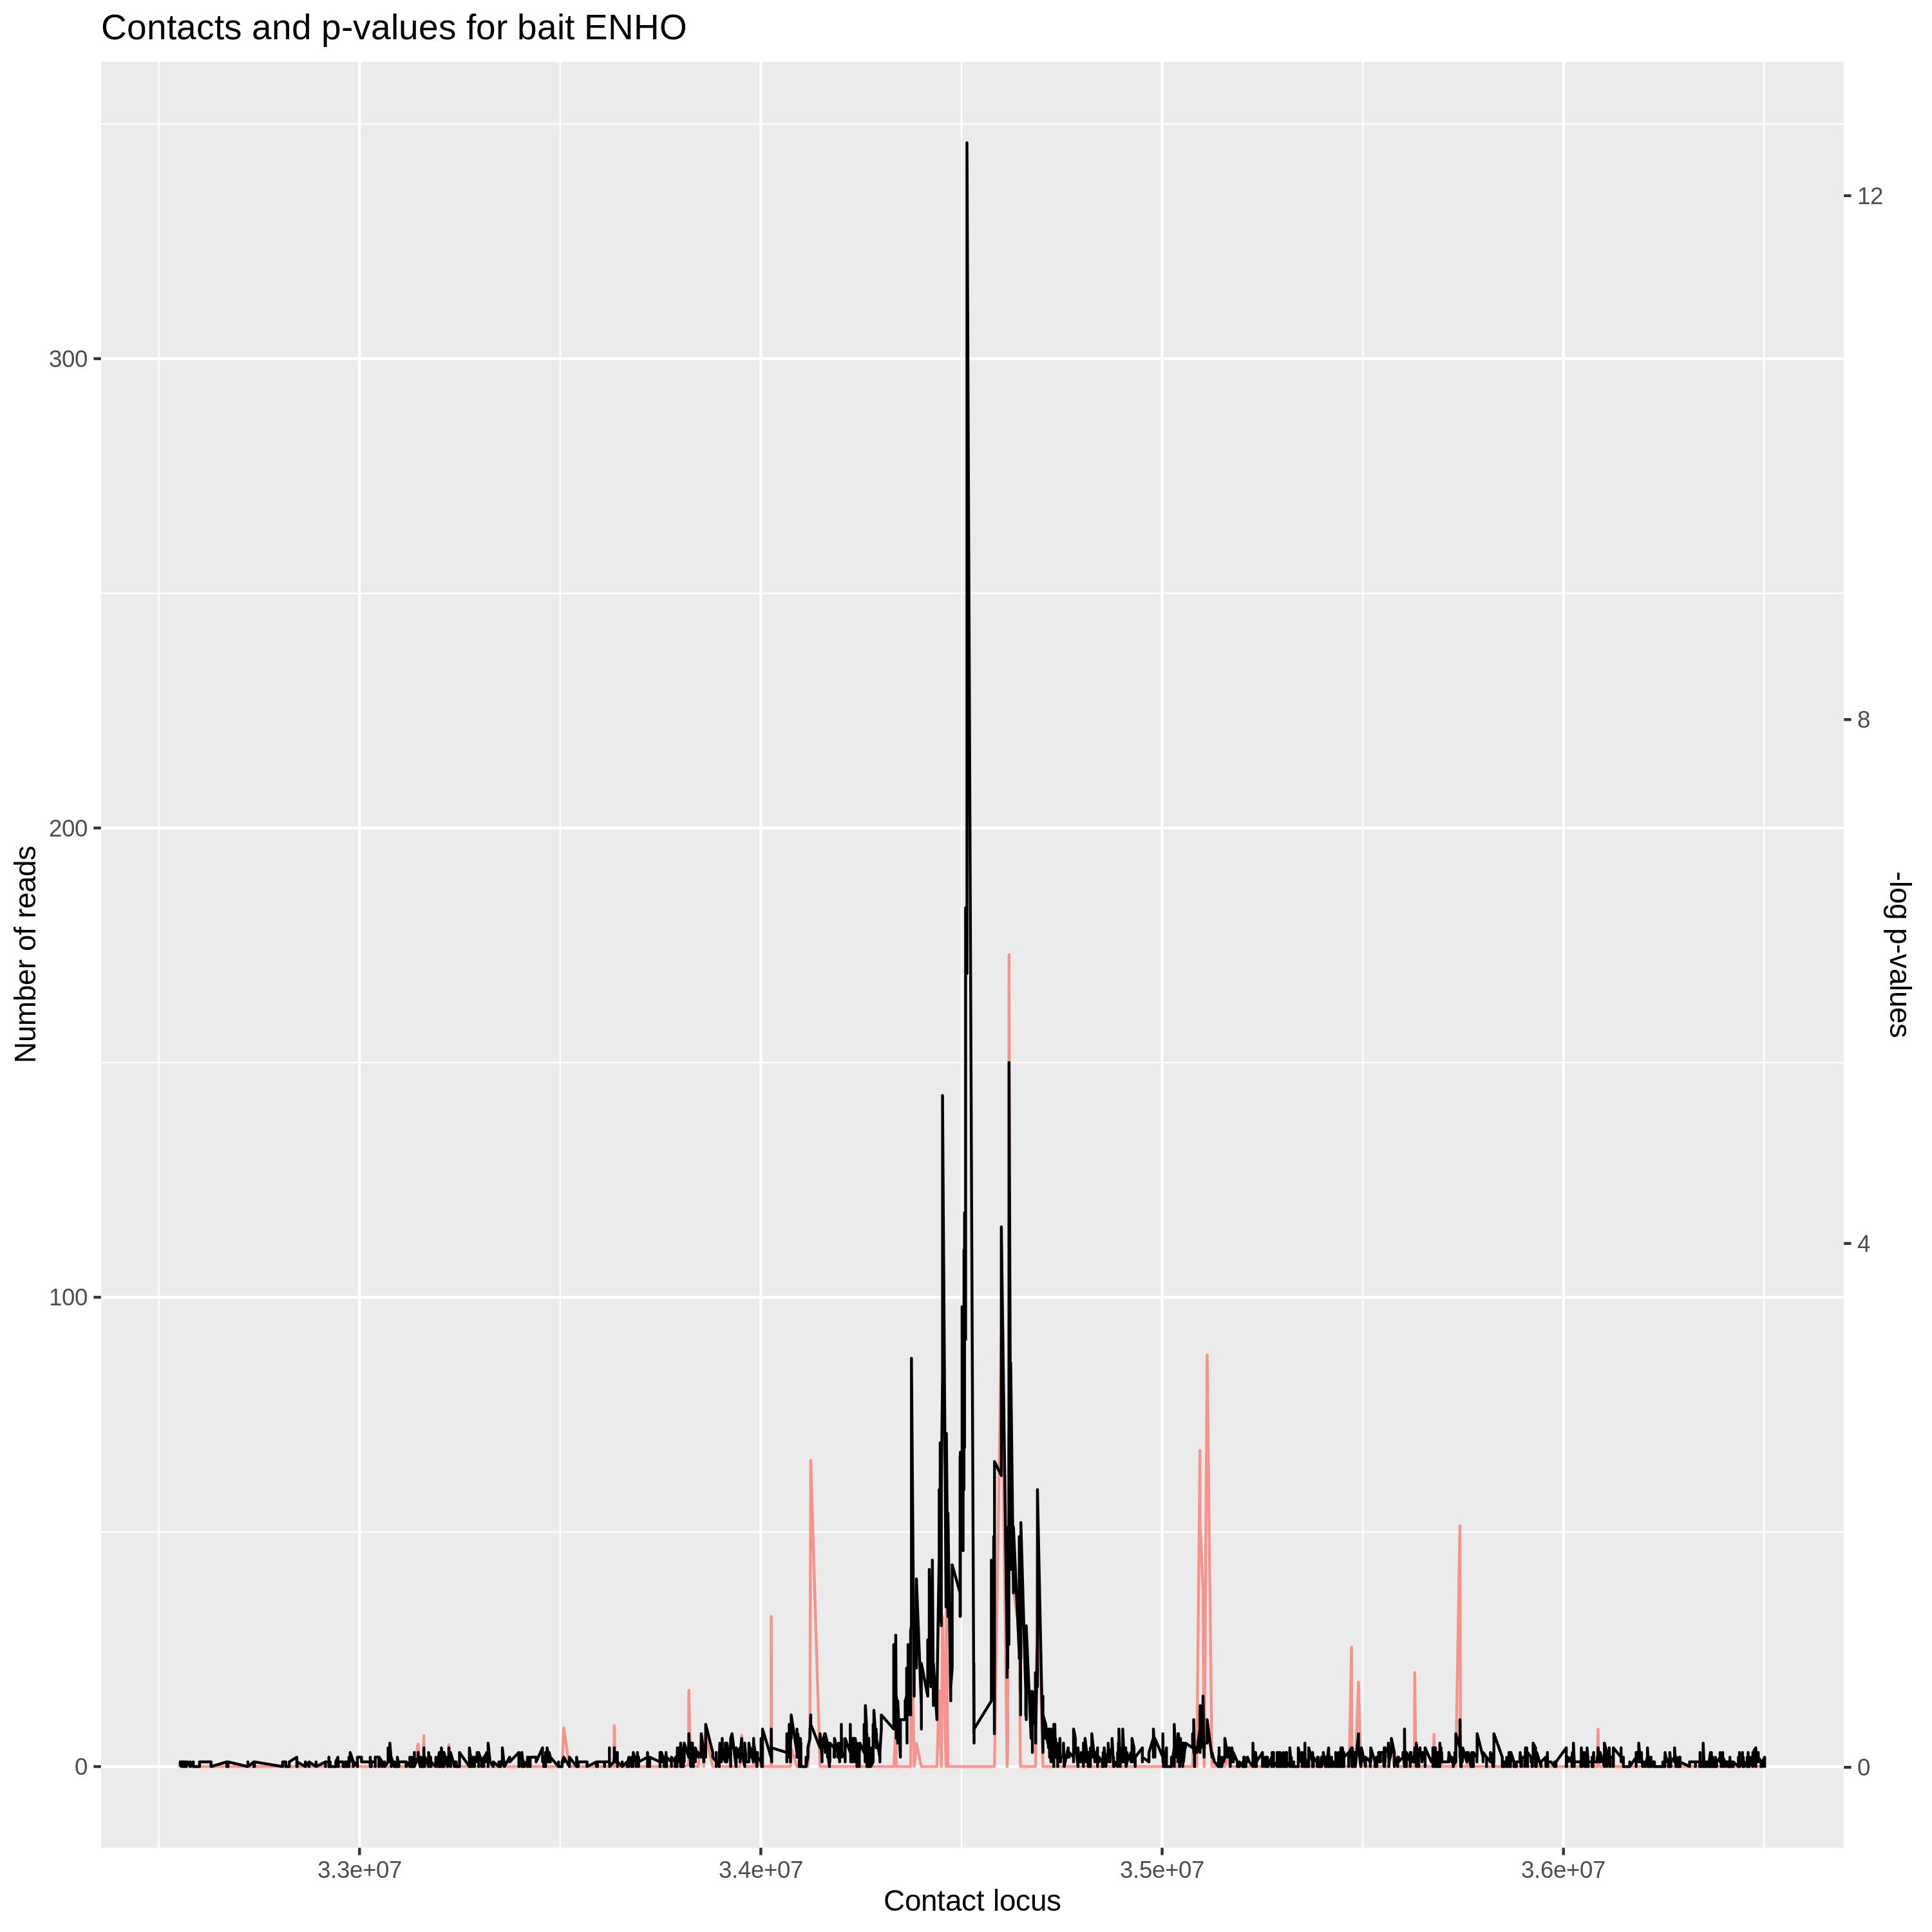 Contacts and p-values for bait ENHO
300
200
100
0
12
8
4
0
Number of reads
-log p-values
3.3e+07
3.4e+07
3.5e+07
3.6e+07
Contact locus